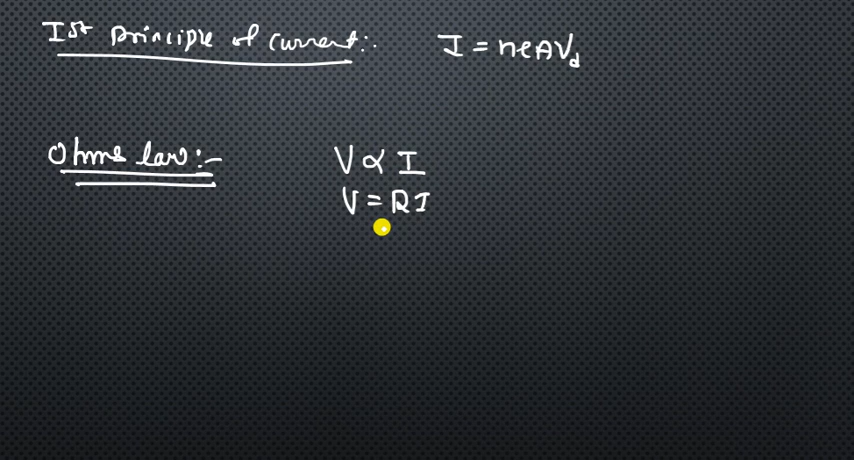 Ist principle of current:. I = neAVd
Ohms law :- V ∝ I
V = RI